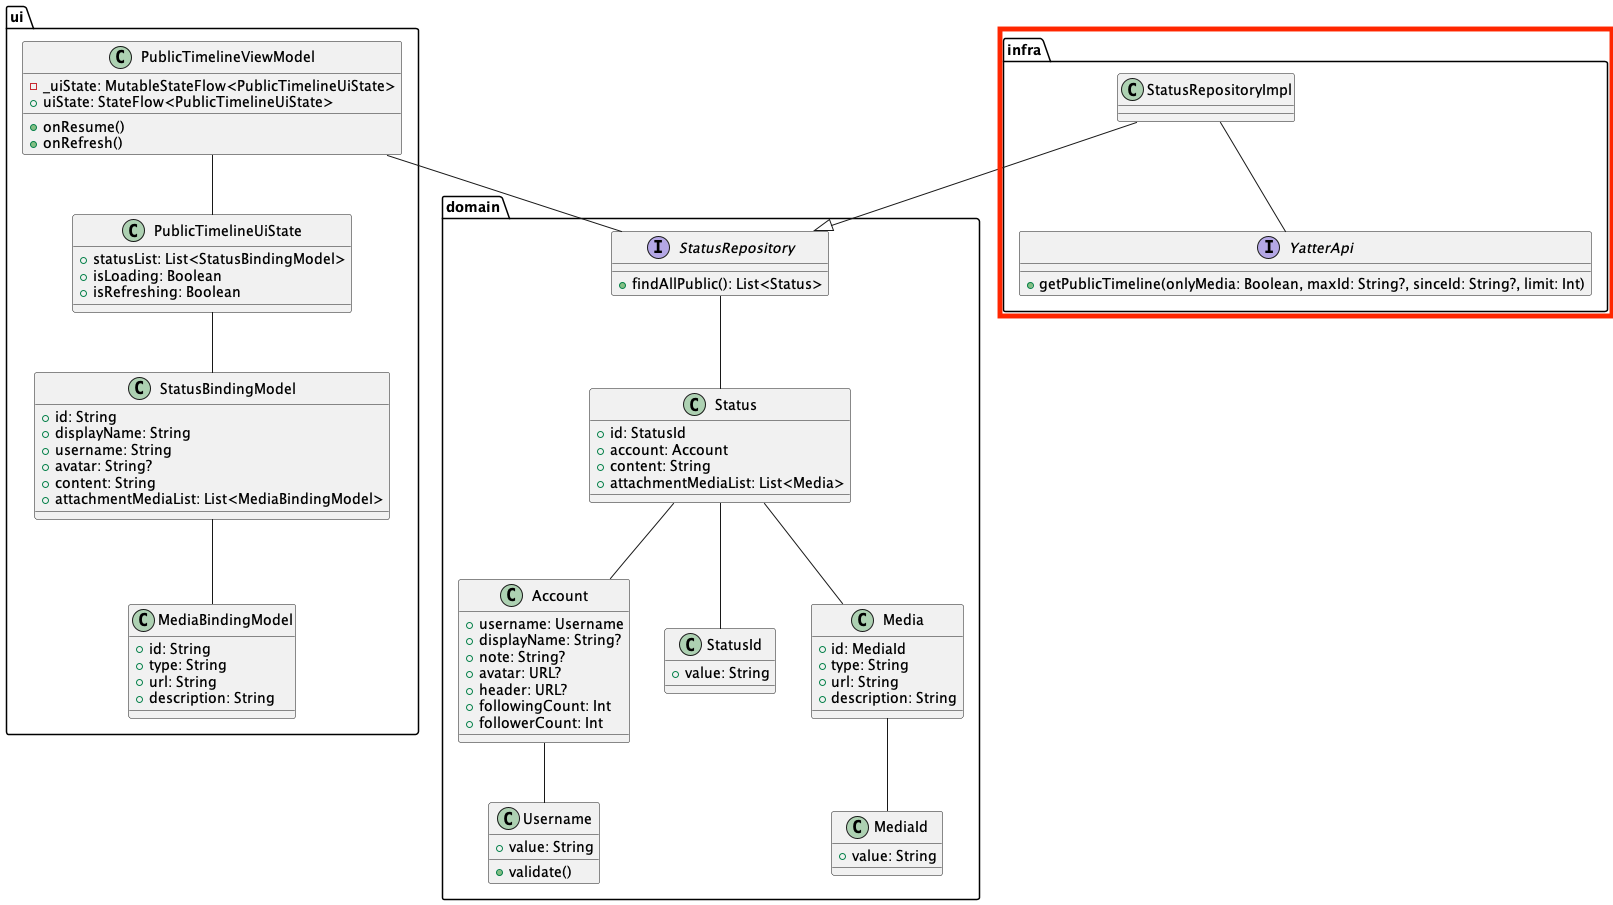 ui
C PublicTimelineViewModel
_uiState: MutableStateFlow<PublicTimelineUiState>
uiState: StateFlow<PublicTimelineUiState>
onResume()
onRefresh()
C PublicTimelineUiState
statusList: List<StatusBindingModel>
isLoading: Boolean
isRefreshing: Boolean
C StatusBindingModel
id: String
displayName: String
username: String
avatar: String?
content: String
attachmentMediaList: List<MediaBindingModel>
C MediaBindingModel
id: String
type: String
url: String
description: String
domain
I StatusRepository
findAllPublic(): List<Status>
C Status
id: StatusId
account: Account
content: String
attachmentMediaList: List<Media>
C Account
username: Username
displayName: String?
note: String?
avatar: URL?
header: URL?
followingCount: Int
followerCount: Int
C StatusId
value: String
C Media
id: MediaId
type: String
url: String
description: String
C Username
value: String
validate()
C MediaId
value: String
infra
C StatusRepositoryImpl
I YatterApi
getPublicTimeline(onlyMedia: Boolean, maxId: String?, sinceId: String?, limit: Int)